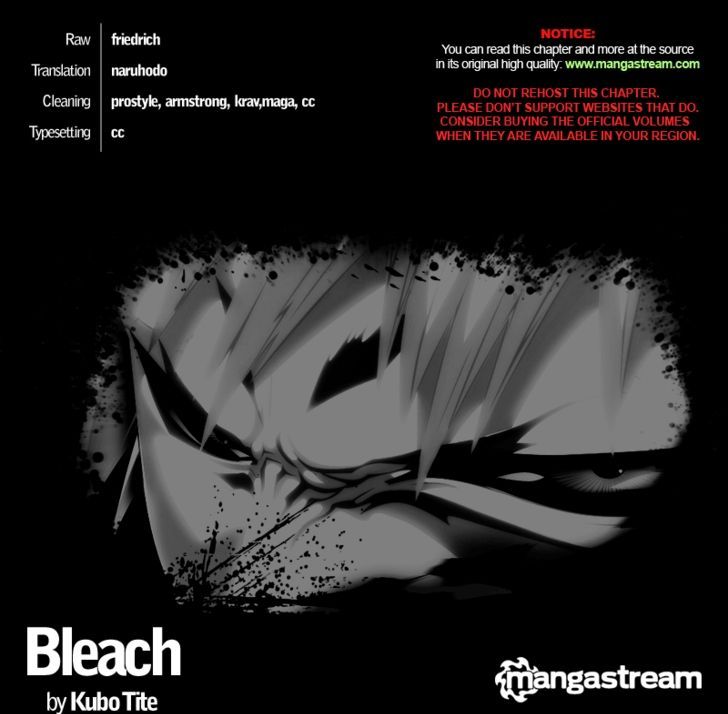 Raw friedrich
Translation naruhodo
Cleaning prostyle, armstrong, krav,maga, cc
Typesetting cc
NOTICE:
You can read this chapter and more at the source
in its original high quality: www.mangastream.com
DO NOT REHOST THIS CHAPTER.
PLEASE DON'T SUPPORT WEBSITES THAT DO.
CONSIDER BUYING THE OFFICIAL VOLUMES
WHEN THEY ARE AVAILABLE IN YOUR REGION.
Bleach
by Kubo Tite
mangastream